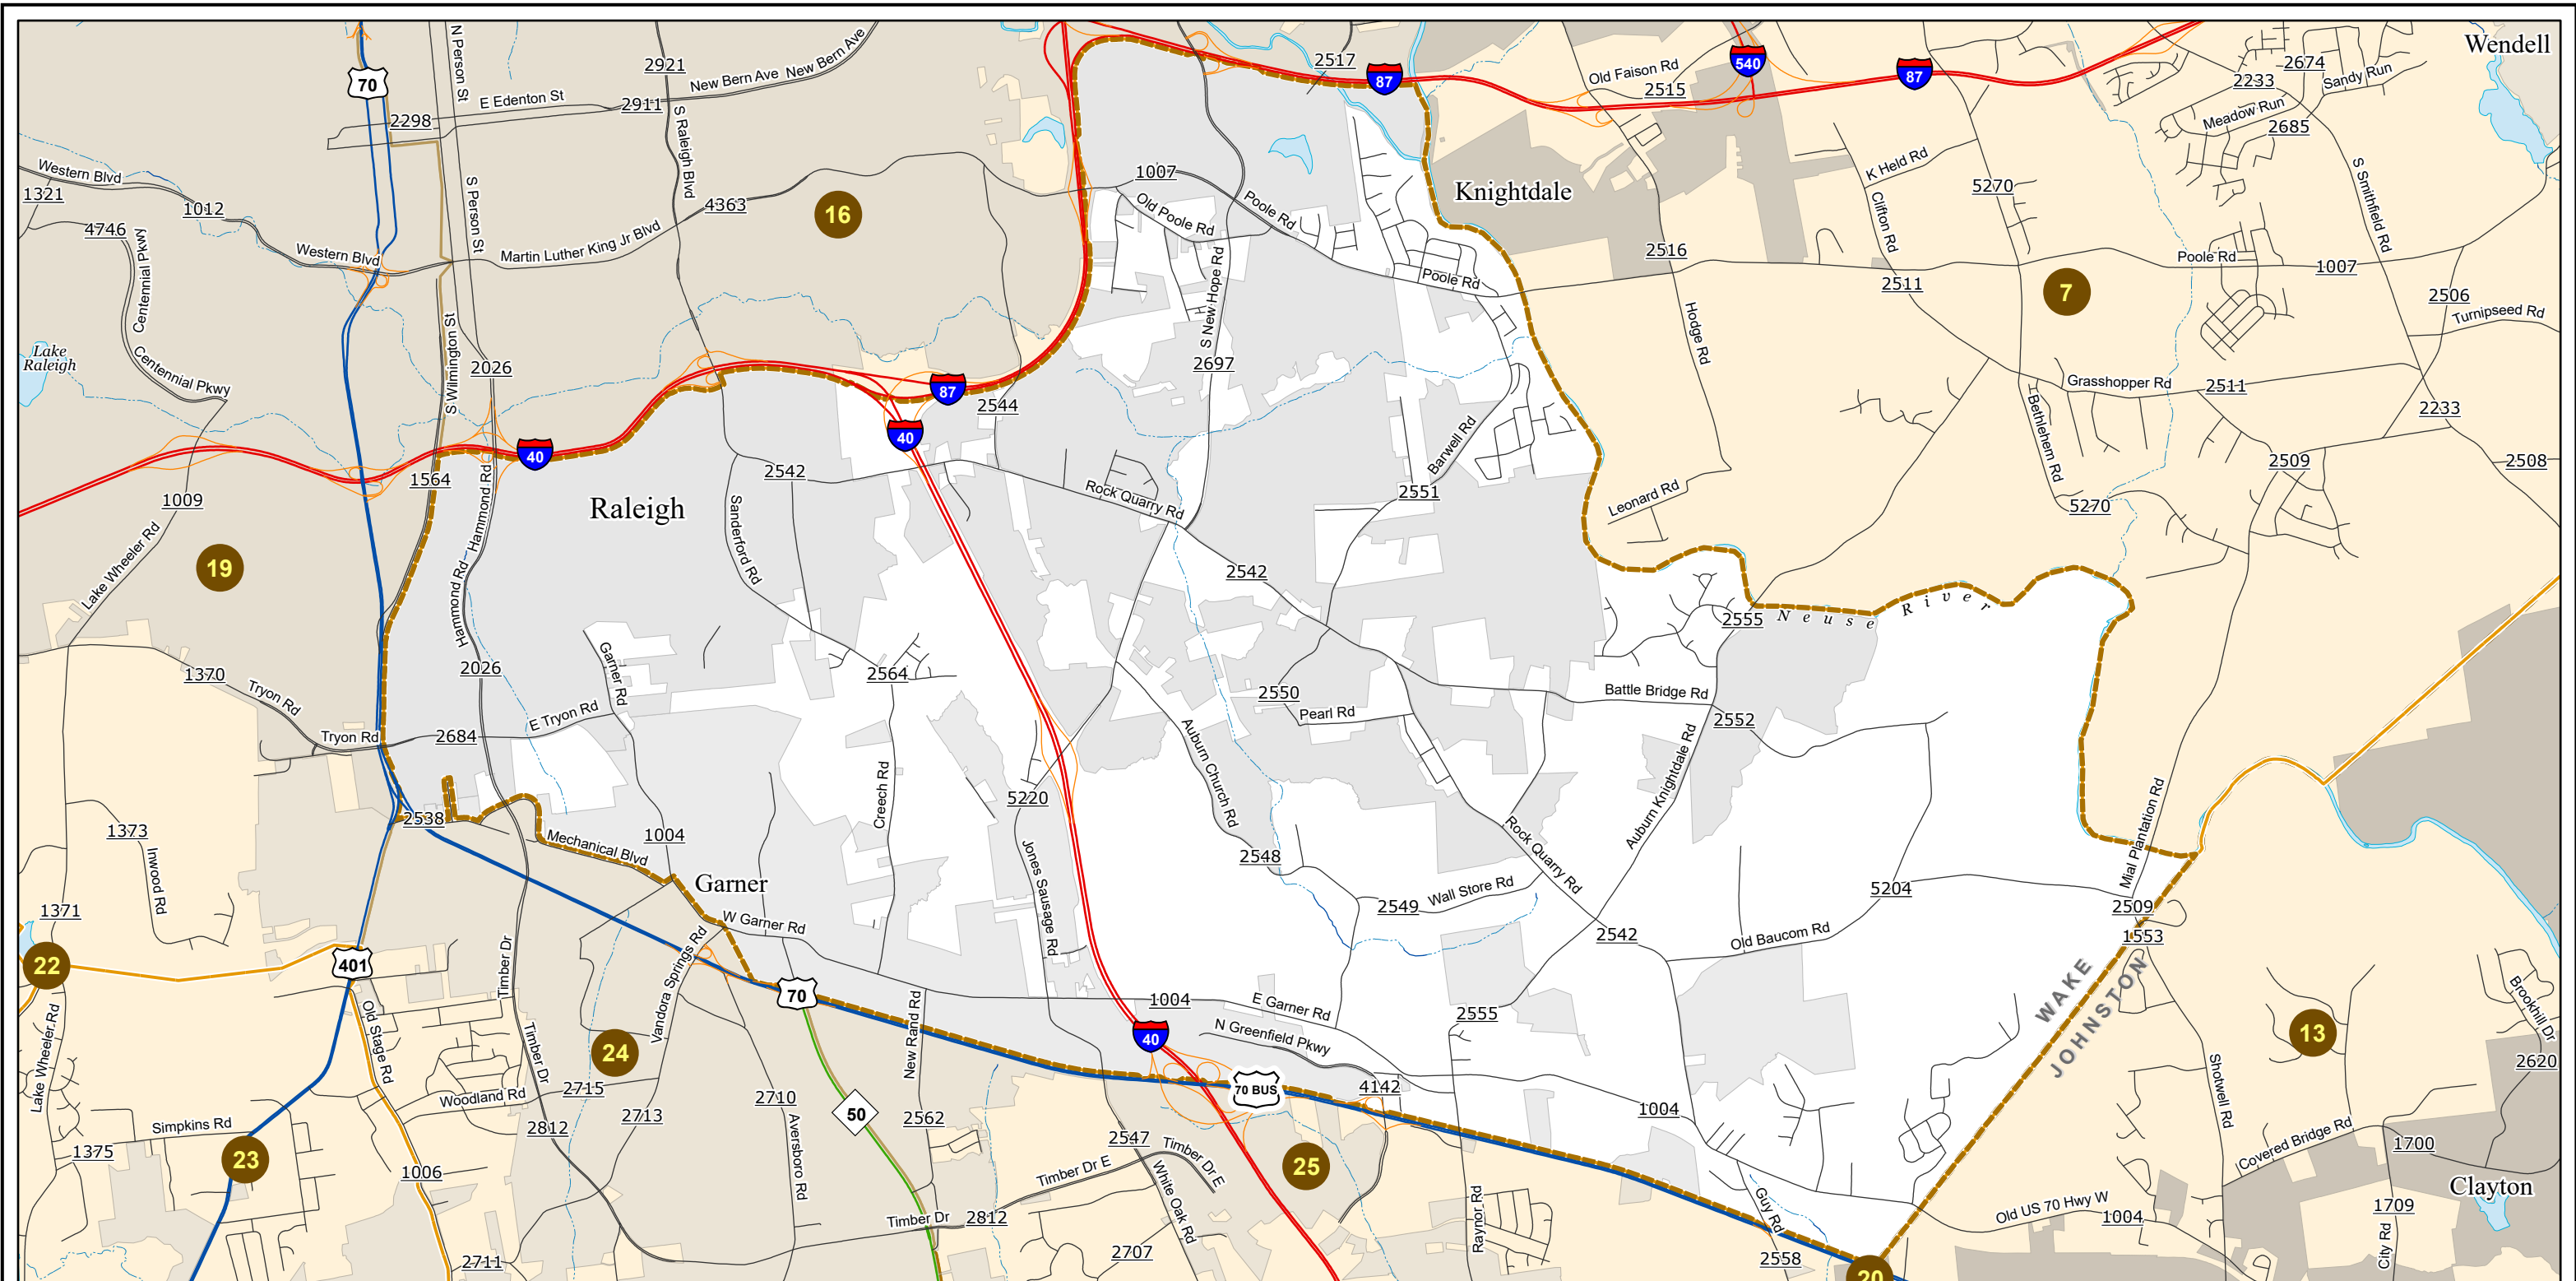 Wendell
70
N Person St
2921
New Bern Ave
New Bern Ave
2517
87
Old Faison Rd
2515
540
87
2674
2233
Sandy Run
2298
E Edenton St
2911
S Raleigh Blvd
Meadow Run
2685
Western Blvd
1321
1012
4746
Centennial Pkwy
S Person St
4363
16
1007
Old Poole Rd
Poole Rd
Knightdale
K Held Rd
5270
Clifton Rd
S Smithfield Rd
Western Blvd
Martin Luther King Jr Blvd
S New Hope Rd
Poole Rd
2516
2511
7
Poole Rd
1007
2506
Turnipseed Rd
Lake
Raleigh
Centennial Pkwy
S Wilmington St
2026
2697
Hodge Rd
Grasshopper Rd
2511
2233
87
2544
40
40
Bethlehem Rd
Barwell Rd
1564
1009
Hammond Rd
2542
Rock Quarry Rd
2551
Leonard Rd
5270
2509
2508
Raleigh
Sanderford Rd
Lake Wheeler Rd
19
Hammond Rd
2542
2555
Neuse River
1370
Tryon Rd
2026
Garner Rd
2564
2550
Pearl Rd
Battle Bridge Rd
2552
Tryon Rd
2684
E Tryon Rd
Auburn Church Rd
Auburn Knightdale Rd
Creech Rd
5220
2538
1373
Inwood Rd
Mechanical Blvd
1004
Jones Sausage Rd
2548
Rock Quarry Rd
Mial Plantation Rd
Garner
Wall Store Rd
2549
5204
2509
1371
W Garner Rd
2542
Old Baucom Rd
1553
22
401
Timber Dr
Vandora Springs Rd
70
WAKE
JOHNSTON
Brookhill Dr
1004
E Garner Rd
2555
Lake Wheeler Rd
Old Stage Rd
Timber Dr
24
New Rand Rd
40
N Greenfield Pkwy
13
2620
Shotwell Rd
70 BUS
4142
2715
Woodland Rd
2713
2710
Aversboro Rd
50
2562
1004
Simpkins Rd
1375
23
2812
1006
2547
Timber Dr E
White Oak Rd
Timber Dr E
25
Covered Bridge Rd
1700
Clayton
Raynor Rd
Guy Rd
Old US 70 Hwy W
1004
1709
City Rd
Timber Dr
2812
2711
2707
2558
20